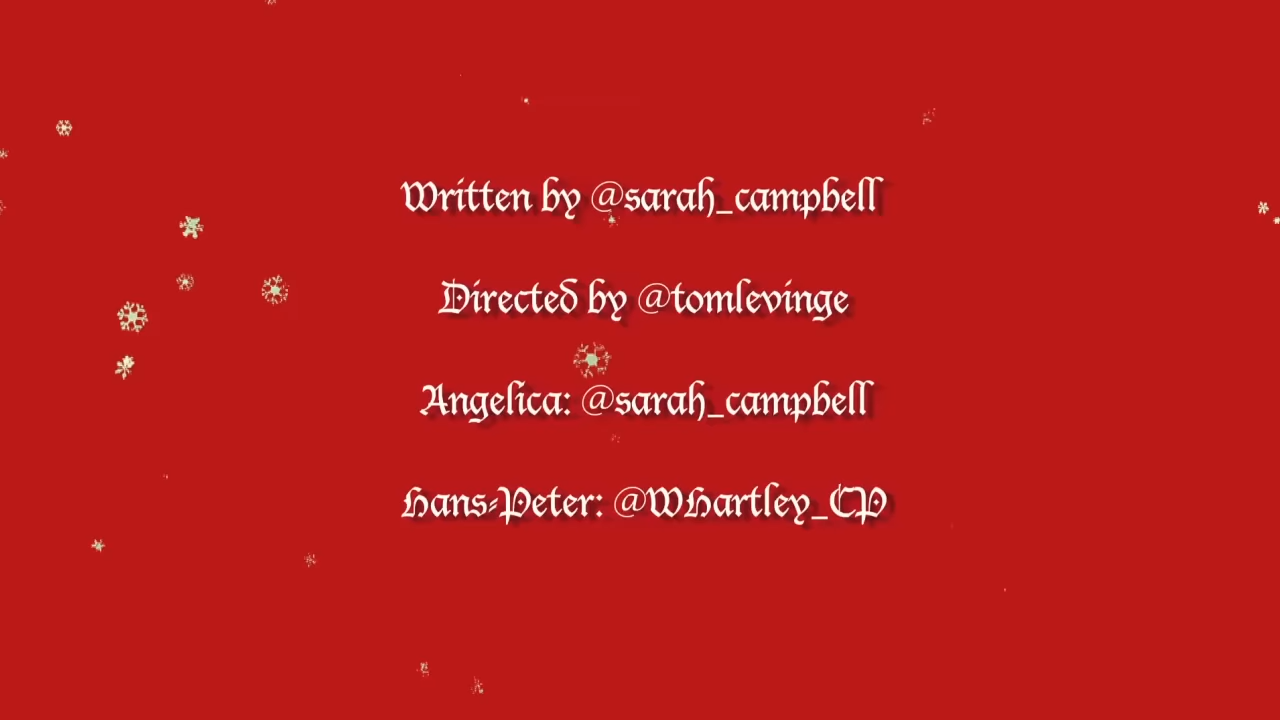 Written by @sarah_campbell
Directed by @tomlevinge
Angelica: @sarah_campbell
Hans-Peter: @WHartley_CP